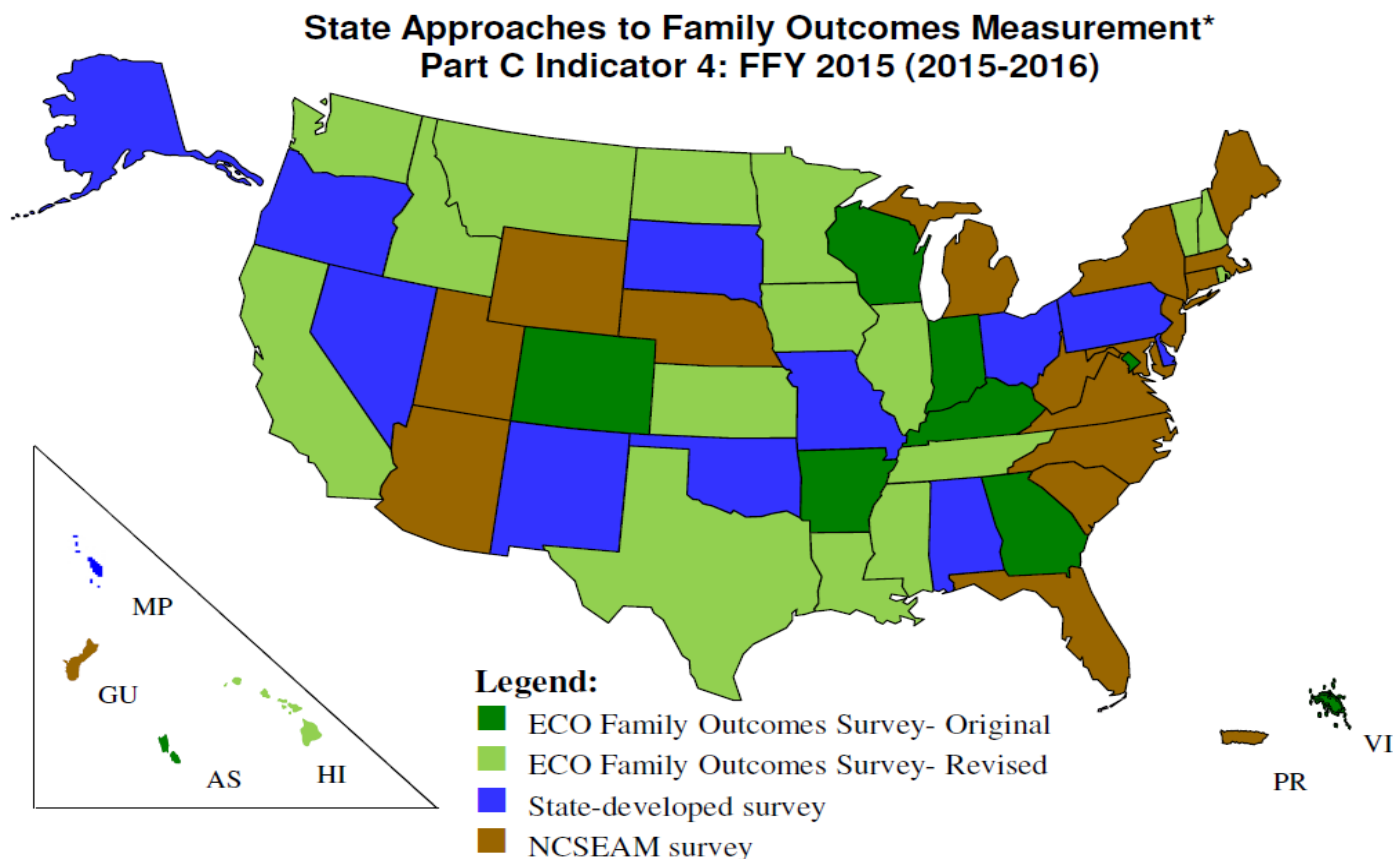 State Approaches to Family Outcomes Measurement*
Part C Indicator 4: FFY 2015 (2015-2016)
MP
GU
AS
HI
Legend:
ECO Family Outcomes Survey- Original
ECO Family Outcomes Survey- Revised
State-developed survey
NCSEAM survey
VI
PR